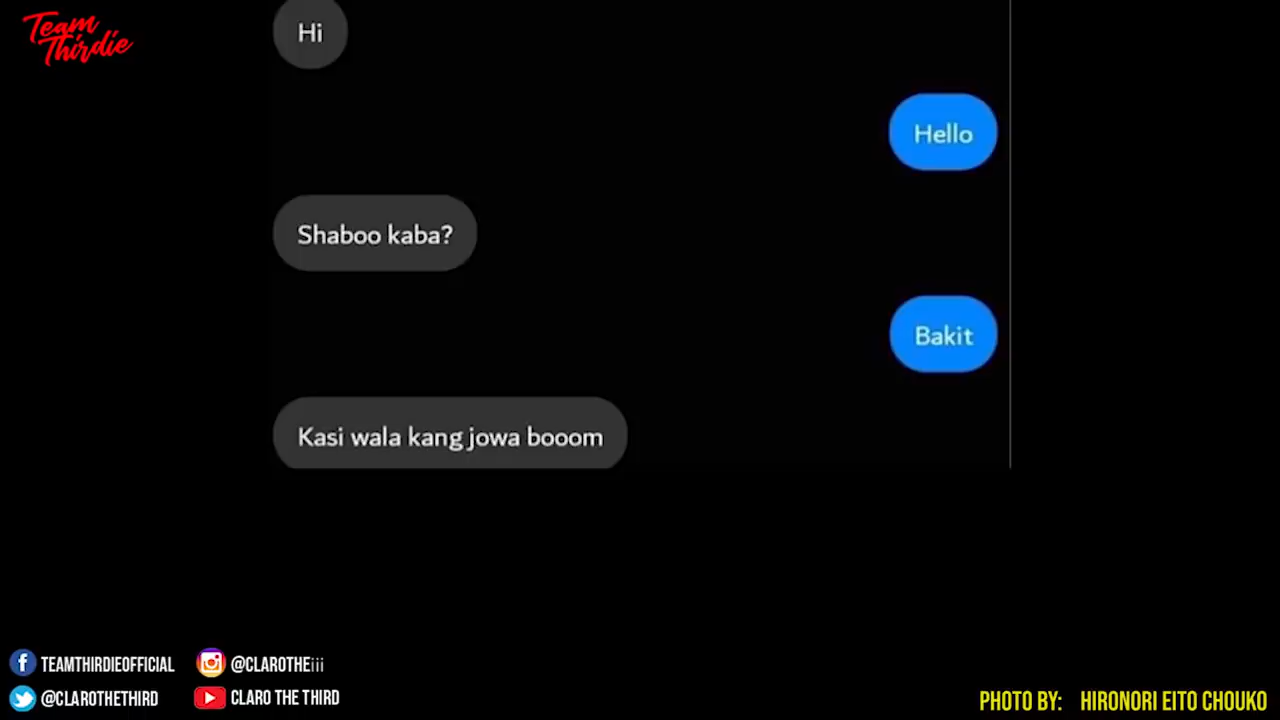 Team
Thirdie
Hi
Hello
Shaboo kaba?
Bakit
Kasi wala kang jowa booom
TEAMTHIRDIEOFFICIAL
@CLAROTHEiii
@CLAROTHETHIRD
CLARO THE THIRD
PHOTO BY: HIRONORI EITO CHOUKO